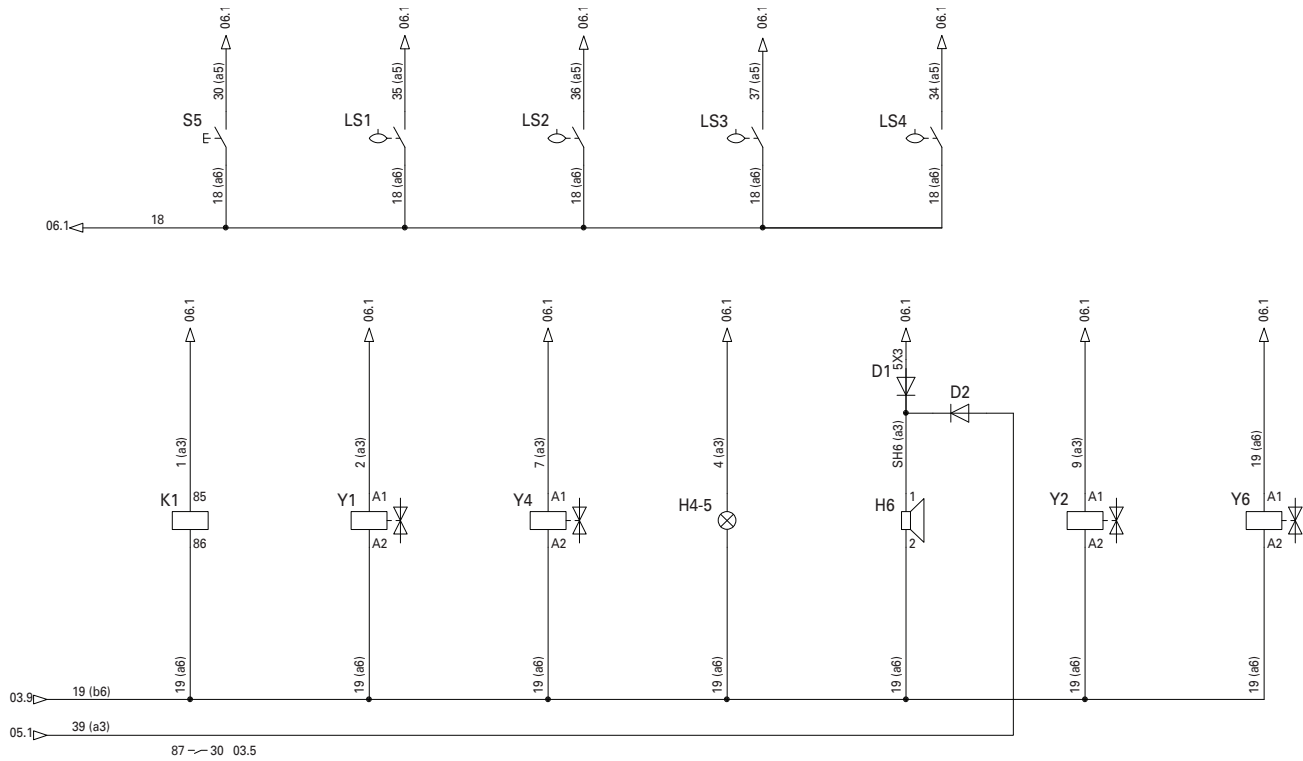 06.1 06.1 06.1 06.1 06.1
30 (a5) 35 (a5) 36 (a5) 37 (a5) 34 (a5)
S5 LS1 LS2 LS3 LS4
18 (a6) 18 (a6) 18 (a6) 18 (a6) 18 (a6)
06.1 18
06.1 06.1 06.1 06.1 06.1 06.1 06.1
D1 5X3 D2
1 (a3) 2 (a3) 7 (a3) 4 (a3) SH6 (a3) 9 (a3) 19 (a6)
K1 85 Y1 A1 Y4 A1 H4-5 H6 1 Y2 A1 Y6 A1
86 A2 A2 2 A2 A2
19 (a6) 19 (a6) 19 (a6) 19 (a6) 19 (a6) 19 (a6) 19 (a6)
03.9 19 (b6)
05.1 39 (a3)
87 30 03.5